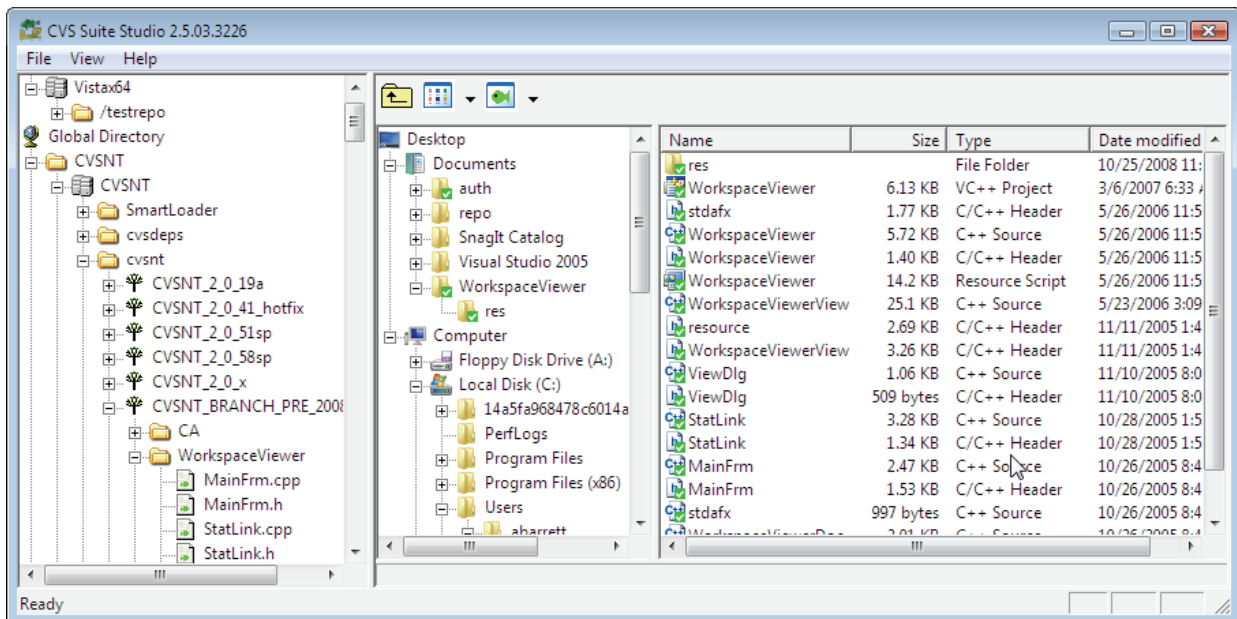 CVS Suite Studio 2.5.03.3226
File View Help
Vistax64
/testrepo
Global Directory
CVSNT
CVSNT
SmartLoader
cvsdeps
cvsnt
CVSNT_2_0_19a
CVSNT_2_0_41_hotfix
CVSNT_2_0_51sp
CVSNT_2_0_58sp
CVSNT_2_0_x
CVSNT_BRANCH_PRE_2008
CA
WorkspaceViewer
MainFrm.cpp
MainFrm.h
StatLink.cpp
StatLink.h
Desktop
Documents
auth
repo
SnagIt Catalog
Visual Studio 2005
WorkspaceViewer
res
Computer
Floppy Disk Drive (A:)
Local Disk (C:)
14a5fa968478c6014a
PerfLogs
Program Files
Program Files (x86)
Users
abarrett
Name Size Type Date modified
res File Folder 10/25/2008 11:
WorkspaceViewer 6.13 KB VC++ Project 3/6/2007 6:33
stdafx 1.77 KB C/C++ Header 5/26/2006 11:5
WorkspaceViewer 5.72 KB C++ Source 5/26/2006 11:5
WorkspaceViewer 1.40 KB C/C++ Header 5/26/2006 11:5
WorkspaceViewer 14.2 KB Resource Script 5/26/2006 11:5
WorkspaceViewerView 25.1 KB C++ Source 5/23/2006 3:09
resource 2.69 KB C/C++ Header 11/11/2005 1:4
WorkspaceViewerView 3.26 KB C/C++ Header 11/11/2005 1:4
ViewDlg 1.06 KB C++ Source 11/10/2005 8:0
ViewDlg 509 bytes C/C++ Header 11/10/2005 8:0
StatLink 3.28 KB C++ Source 10/28/2005 1:5
StatLink 1.34 KB C/C++ Header 10/28/2005 1:5
MainFrm 2.47 KB C++ Source 10/26/2005 8:4
MainFrm 1.53 KB C/C++ Header 10/26/2005 8:4
stdafx 997 bytes C++ Source 10/26/2005 8:4
WorkspaceViewerDoc 2.01 KB C++ Source 10/26/2005 8:4
Ready